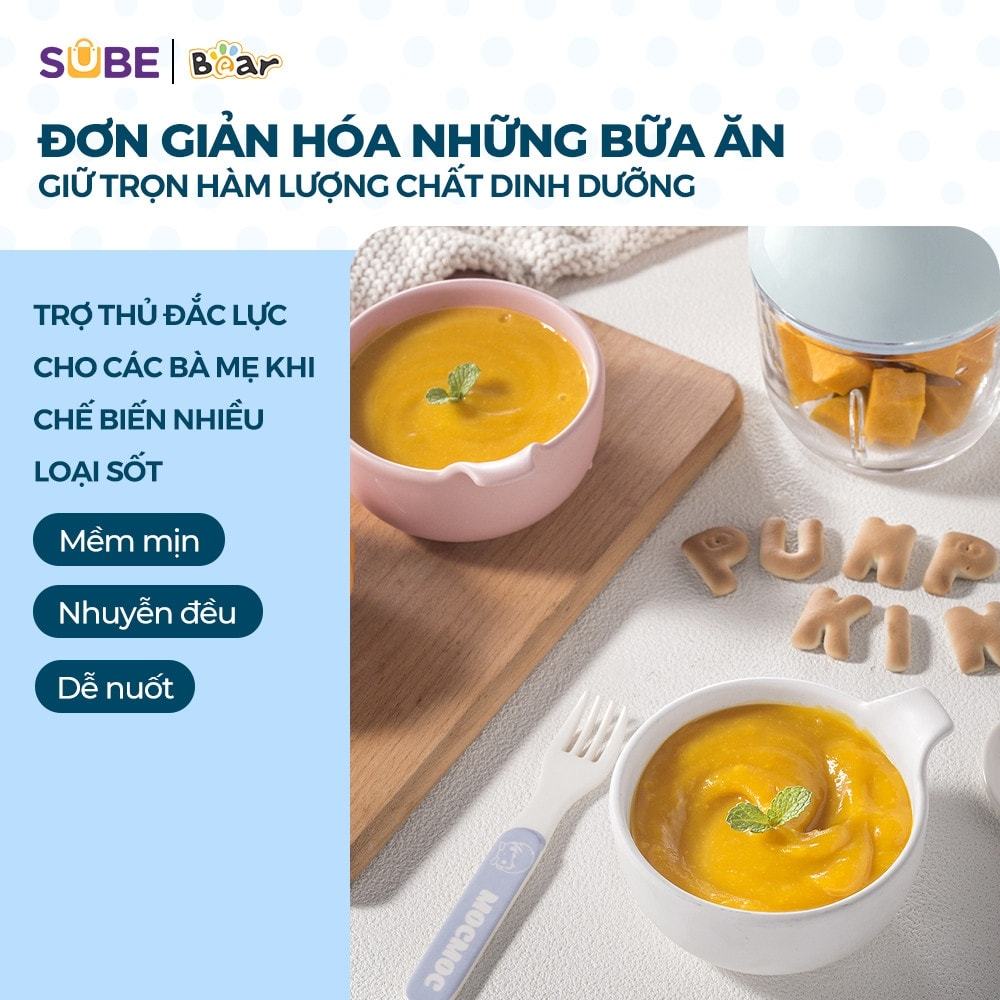 SUBE | Bear
ĐƠN GIẢN HÓA NHỮNG BỮA ĂN
GIỮ TRỌN HÀM LƯỢNG CHẤT DINH DƯỠNG
TRỢ THỦ ĐẮC LỰC
CHO CÁC BÀ MẸ KHI
CHẾ BIẾN NHIỀU
LOẠI SỐT
Mềm mịn
Nhuyễn đều
Dễ nuốt
PUMP
KIN
MOCMOC